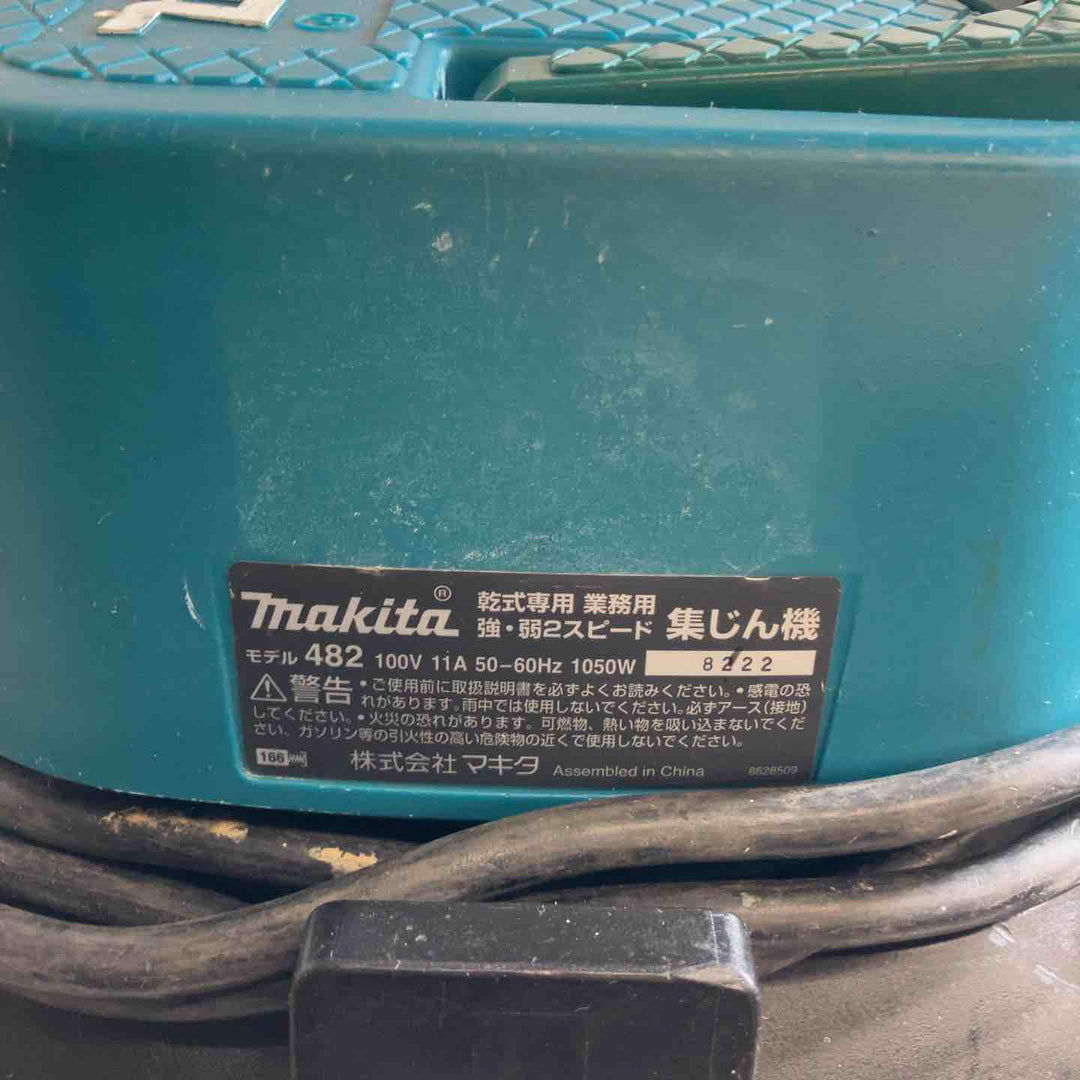 makita® 乾式専用 業務用
強・弱2スピード 集じん機
モデル 482 100V 11A 50-60Hz 1050W 8222
⚠警告 ・ご使用前に取扱説明書を必ずよくお読みください。・感電の恐
れがあります。雨中では使用しないでください。必ずアース(接地)
してください。・火災の恐れがあります。可燃物、熱い物を吸い込まないでくだ
さい。ガソリン等の引火性の高い危険物の近くで使用しないでください。
166 株式会社 マキタ Assembled in China 8628509